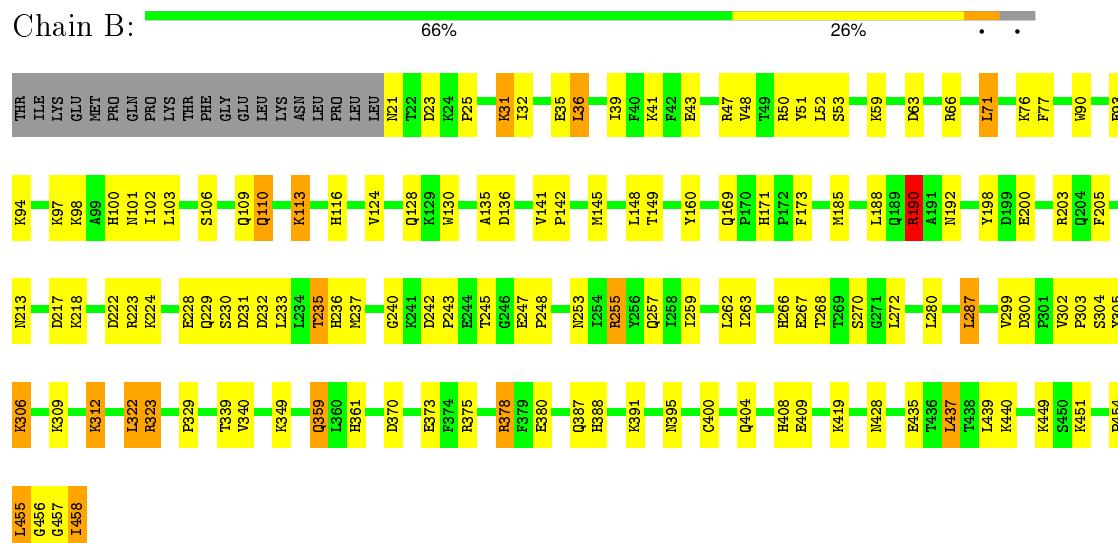 Chain B:
66% 26% • •
THR ILE LYS GLU MET PRO GLN PRO PRO LYS THR PHE GLY GLU LEU LYS ASN LEU PRO LEU LEU N21 T22 D23 K24 P25 K31 I32 E35 L36 I39 F40 K41 F42 E43 R47 V48 T49 R50 Y51 L52 S53 K59 D63 R66 L71 K76 F77 W90
K94 K97 K98 A99 H100 N101 I102 L103 S106 Q109 Q110 K113 H116 V124 Q128 K129 W130 A135 D136 V141 P142 M145 L148 T149 Y160 Q169 P170 H171 P172 F173 M185 L188 Q189 R190 A191 N192 Y198 D199 E200 R203 Q204 F205
N213 D217 K218 D222 R223 K224 E228 Q229 S230 D231 D232 L233 L234 T235 H236 M237 G240 K241 D242 P243 E244 T245 G246 E247 P248 N253 I254 R255 Y256 Q257 I258 I259 L262 I263 H266 E267 T268 T269 S270 G271 L272 L280 L287 V299 D300 P301 V302 P303 S304 Y305
K306 K309 K312 L322 R323 P329 T339 V340 K349 Q359 L360 H361 D370 E373 F374 R375 R378 F379 E380 Q387 H388 K391 N395 C400 Q404 H408 E409 K419 N428 E435 T436 L437 T438 L439 K440 K449 S450 K451 P454
L455 G456 G457 I458